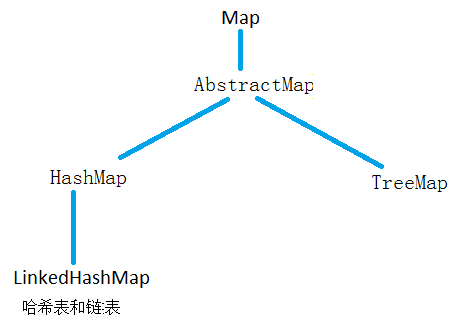 Map
AbstractMap
HashMap
TreeMap
LinkedHashMap
哈希表和链表